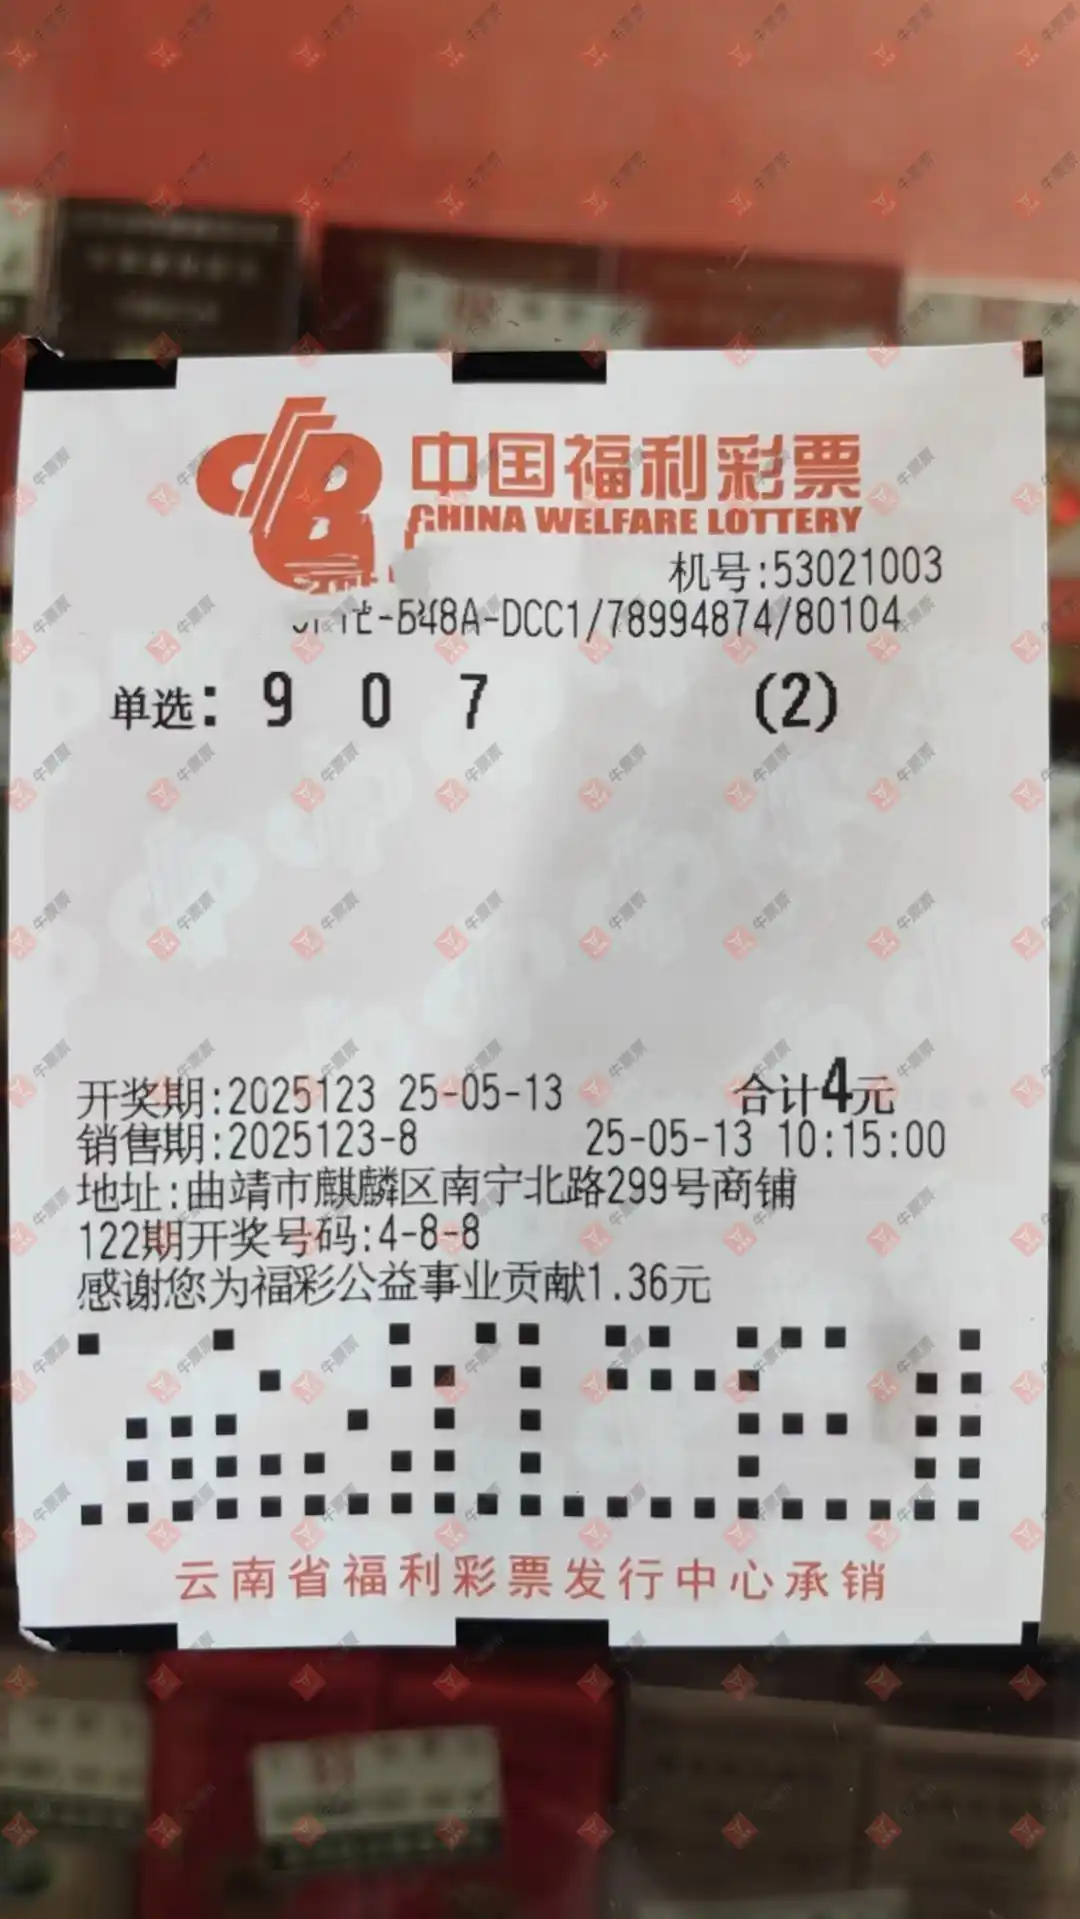 中国福利彩票
CHINA WELFARE LOTTERY
机号:53021003
-B48A-DCC1/78994874/80104
单选: 9 0 7 (2)
开奖期:2025123 25-05-13 合计4元
销售期:2025123-8 25-05-13 10:15:00
地址:曲靖市麒麟区南宁北路299号商铺
122期开奖号码:4-8-8
感谢您为福彩公益事业贡献1.36元
云南省福利彩票发行中心承销
牛票票